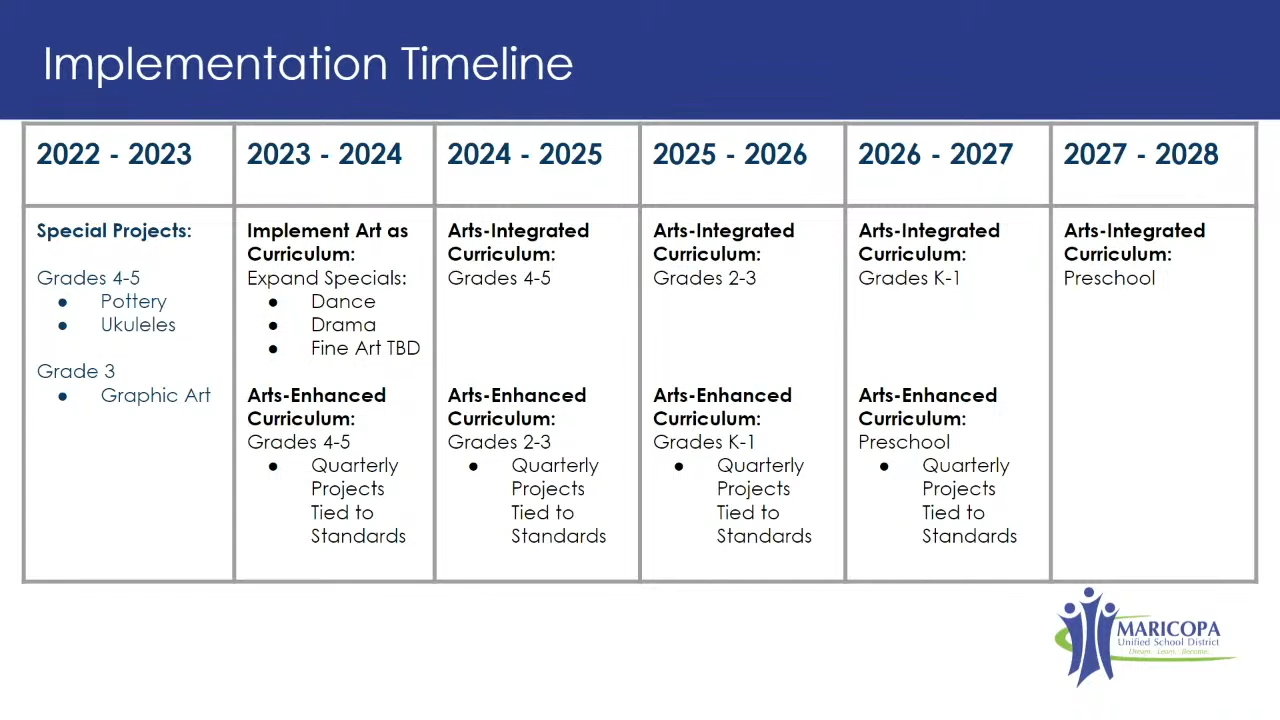 Implementation Timeline
2022 - 2023
2023 - 2024
2024 - 2025
2025 - 2026
2026 - 2027
2027 - 2028
Special Projects:
Grades 4-5
● Pottery
● Ukuleles
Grade 3
● Graphic Art
Implement Art as
Curriculum:
Expand Specials:
● Dance
● Drama
● Fine Art TBD
Arts-Enhanced
Curriculum:
Grades 4-5
● Quarterly
Projects
Tied to
Standards
Arts-Integrated
Curriculum:
Grades 4-5
Arts-Enhanced
Curriculum:
Grades 2-3
● Quarterly
Projects
Tied to
Standards
Arts-Integrated
Curriculum:
Grades 2-3
Arts-Enhanced
Curriculum:
Grades K-1
● Quarterly
Projects
Tied to
Standards
Arts-Integrated
Curriculum:
Grades K-1
Arts-Enhanced
Curriculum:
Preschool
● Quarterly
Projects
Tied to
Standards
Arts-Integrated
Curriculum:
Preschool
MARICOPA
Unified School District
Dream. Learn. Become.